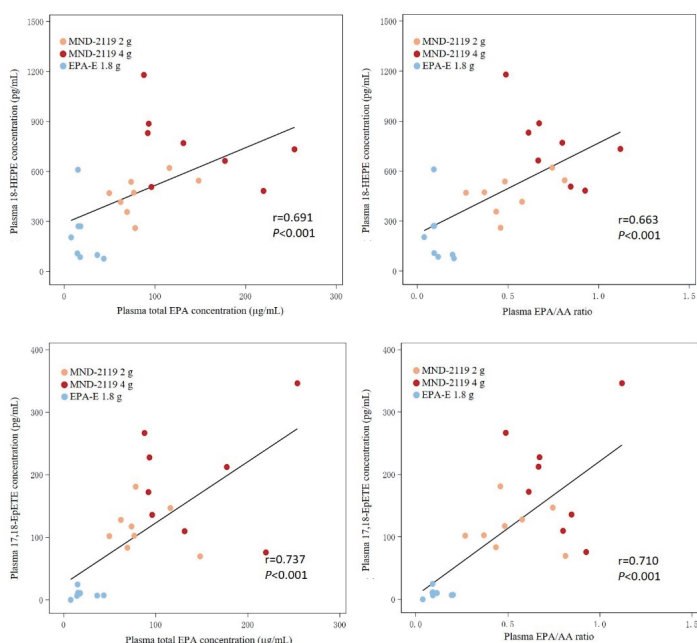 1500
1200
900
600
300
0
Plasma 18-HEPE concentration (pg/mL)
MND-2119 2 g
MND-2119 4 g
EPA-E 1.8 g
r=0.691
P<0.001
0 100 200 300
Plasma total EPA concentration (μg/mL)
1500
1200
900
600
300
0
Plasma 18-HEPE concentration (pg/mL)
MND-2119 2 g
MND-2119 4 g
EPA-E 1.8 g
r=0.663
P<0.001
0.0 0.5 1.0 1.5
Plasma EPA/AA ratio
400
300
200
100
0
Plasma 17,18-EpETE concentration (pg/mL)
MND-2119 2 g
MND-2119 4 g
EPA-E 1.8 g
r=0.737
P<0.001
0 100 200 300
Plasma total EPA concentration (μg/mL)
400
300
200
100
0
Plasma 17,18-EpETE concentration (pg/mL)
MND-2119 2 g
MND-2119 4 g
EPA-E 1.8 g
r=0.710
P<0.001
0.0 0.5 1.0 1.5
Plasma EPA/AA ratio